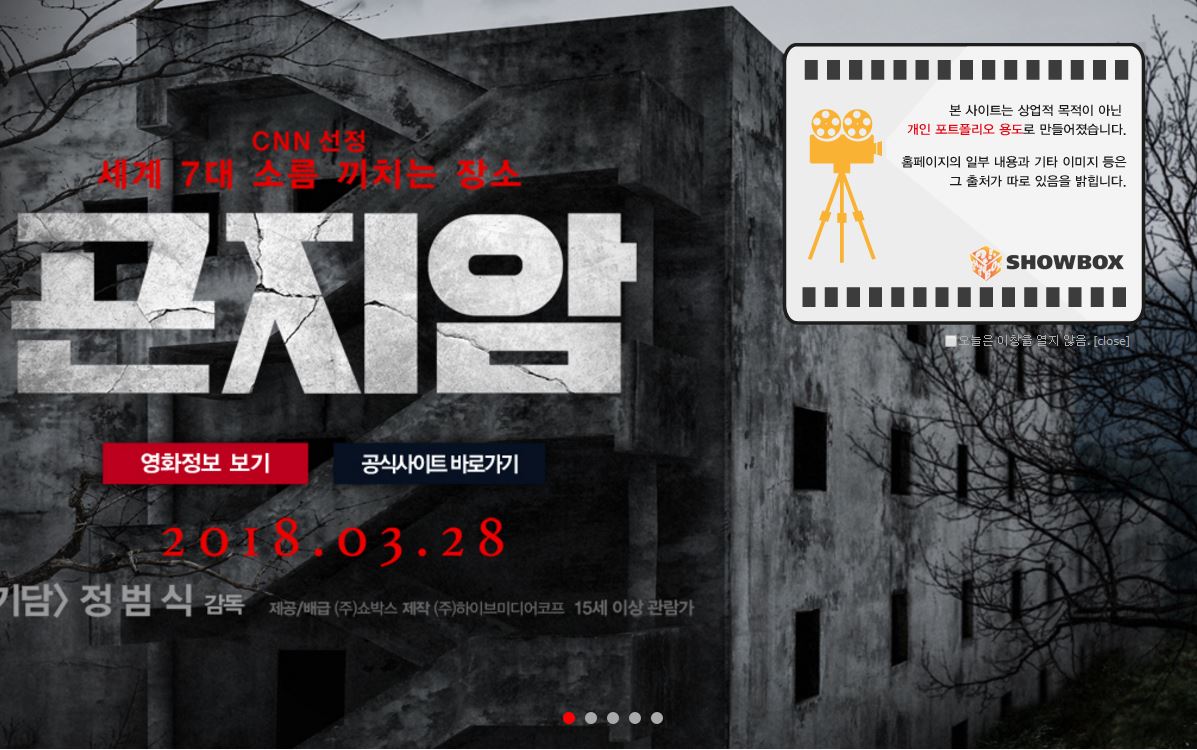 CNN 선정
세계 7대 소름 끼치는 장소
곤지암
영화정보 보기
공식사이트 바로가기
2018.03.28
기담> 정범식 감독
제공/배급 (주)쇼박스 제작 (주)하이브미디어코프 15세 이상 관람가
본 사이트는 상업적 목적이 아닌
개인 포트폴리오 용도로 만들어졌습니다.
홈페이지의 일부 내용과 기타 이미지 등은
그 출처가 따로 있음을 밝힙니다.
SHOWBOX
오늘은 이창을 열지 않음. [close]